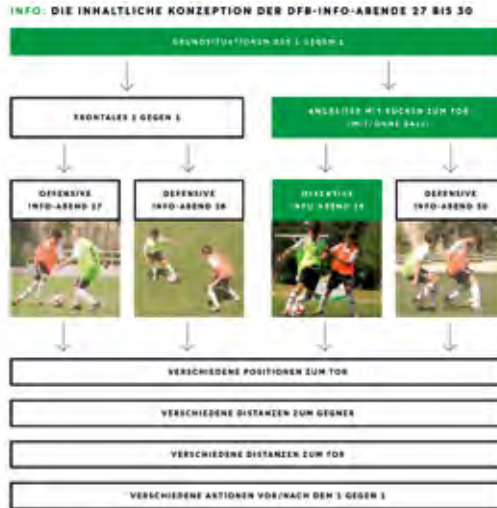 INFO: DIE INHALTLICHE KONZEPTION DER DFB-INFO-ABENDE 27 BIS 30
GRUNDSITUATIONEN DES 1 GEGEN 1
FRONTALES 1 GEGEN 1
ANGREIFER MIT RÜCKEN ZUM TOR
(MIT/OHNE BALL)
OFFENSIVE
INFO-ABEND 27
DEFENSIVE
INFO-ABEND 28
OFFENSIVE
INFO-ABEND 29
DEFENSIVE
INFO-ABEND 30
VERSCHIEDENE POSITIONEN ZUM TOR
VERSCHIEDENE DISTANZEN ZUM GEGNER
VERSCHIEDENE DISTANZEN ZUM TOR
VERSCHIEDENE AKTIONEN VOR/NACH DEM 1 GEGEN 1